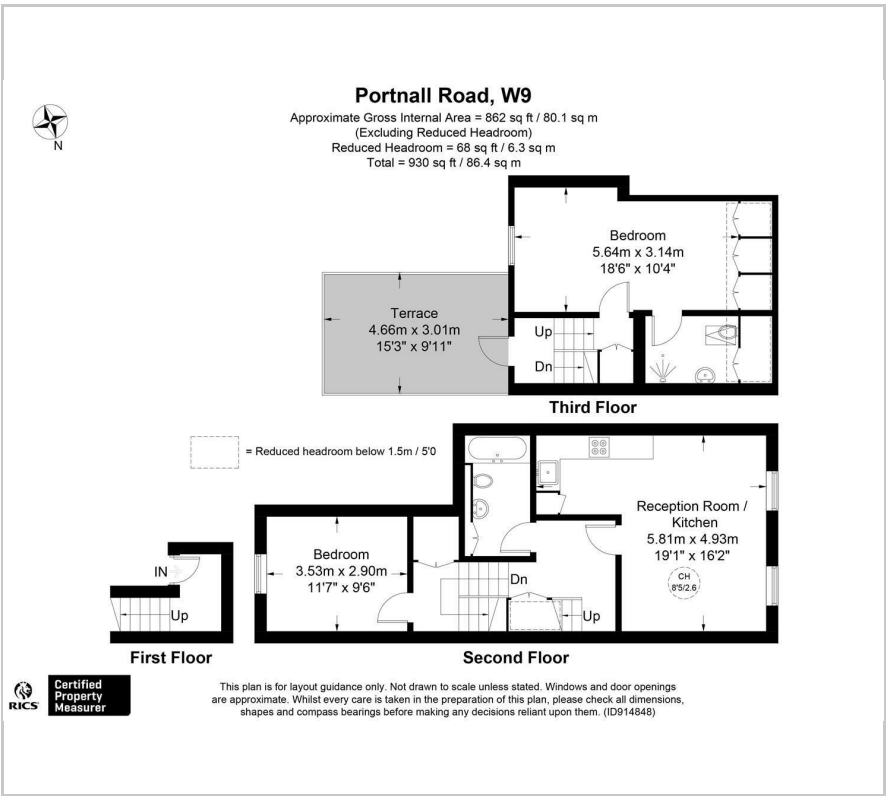 Portnall Road, W9
Approximate Gross Internal Area = 862 sq ft / 80.1 sq m
(Excluding Reduced Headroom)
Reduced Headroom = 68 sq ft / 6.3 sq m
Total = 930 sq ft / 86.4 sq m
N
Bedroom
5.64m x 3.14m
18'6" x 10'4"
Terrace
4.66m x 3.01m
15'3" x 9'11"
Up
Dn
Third Floor
= Reduced headroom below 1.5m / 5'0
Reception Room /
Kitchen
5.81m x 4.93m
19'1" x 16'2"
CH
8'5/2.6
Bedroom
3.53m x 2.90m
11'7" x 9'6"
Dn
Up
IN
Up
First Floor
Second Floor
RICS
Certified
Property
Measurer
This plan is for layout guidance only. Not drawn to scale unless stated. Windows and door openings
are approximate. Whilst every care is taken in the preparation of this plan, please check all dimensions,
shapes and compass bearings before making any decisions reliant upon them. (ID914848)